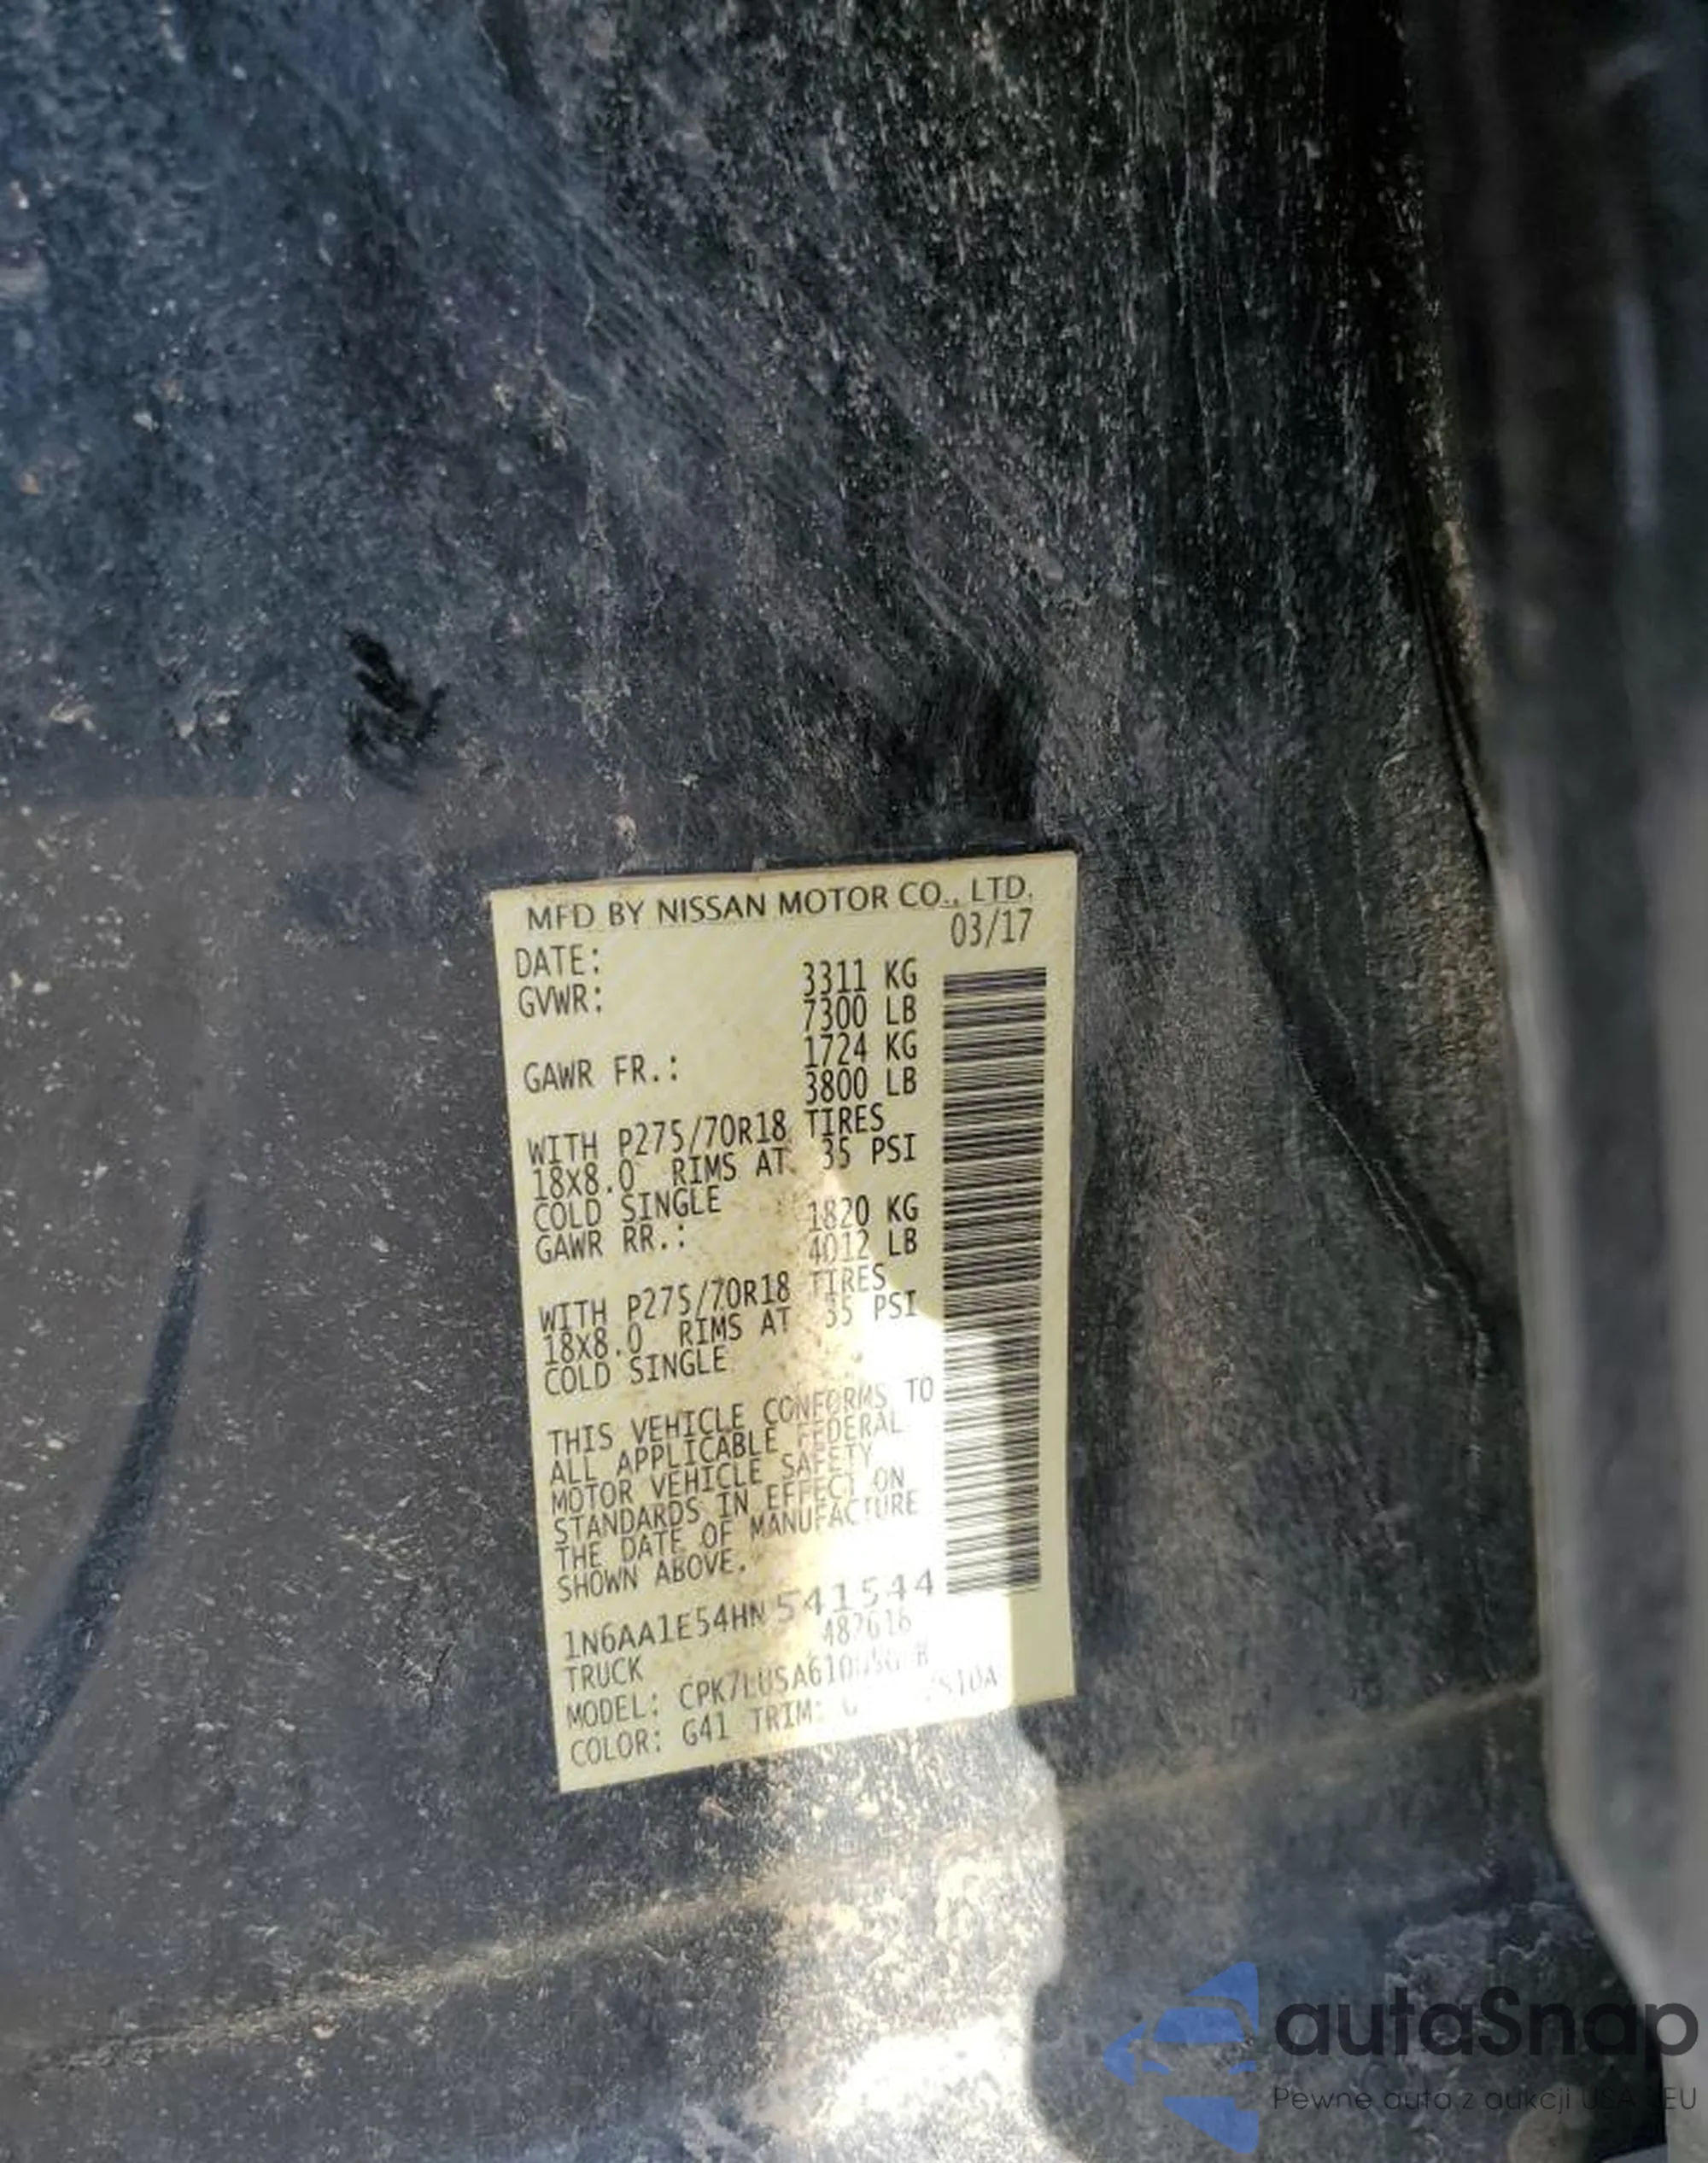 MFD BY NISSAN MOTOR CO., LTD.
DATE: 03/17
GVWR: 3311 KG
7300 LB
GAWR FR.: 1724 KG
3800 LB
WITH P275/70R18 TIRES
18X8.0 RIMS AT 35 PSI
COLD SINGLE
GAWR RR.: 1820 KG
4012 LB
WITH P275/70R18 TIRES
18X8.0 RIMS AT 35 PSI
COLD SINGLE
THIS VEHICLE CONFORMS TO
ALL APPLICABLE FEDERAL
MOTOR VEHICLE SAFETY
STANDARDS IN EFFECT ON
THE DATE OF MANUFACTURE
SHOWN ABOVE.
1N6AA1E54HN541544
TRUCK 487616
MODEL:
COLOR: G41 TRIM:
autaSnap
Pewne auta z aukcji USA EU